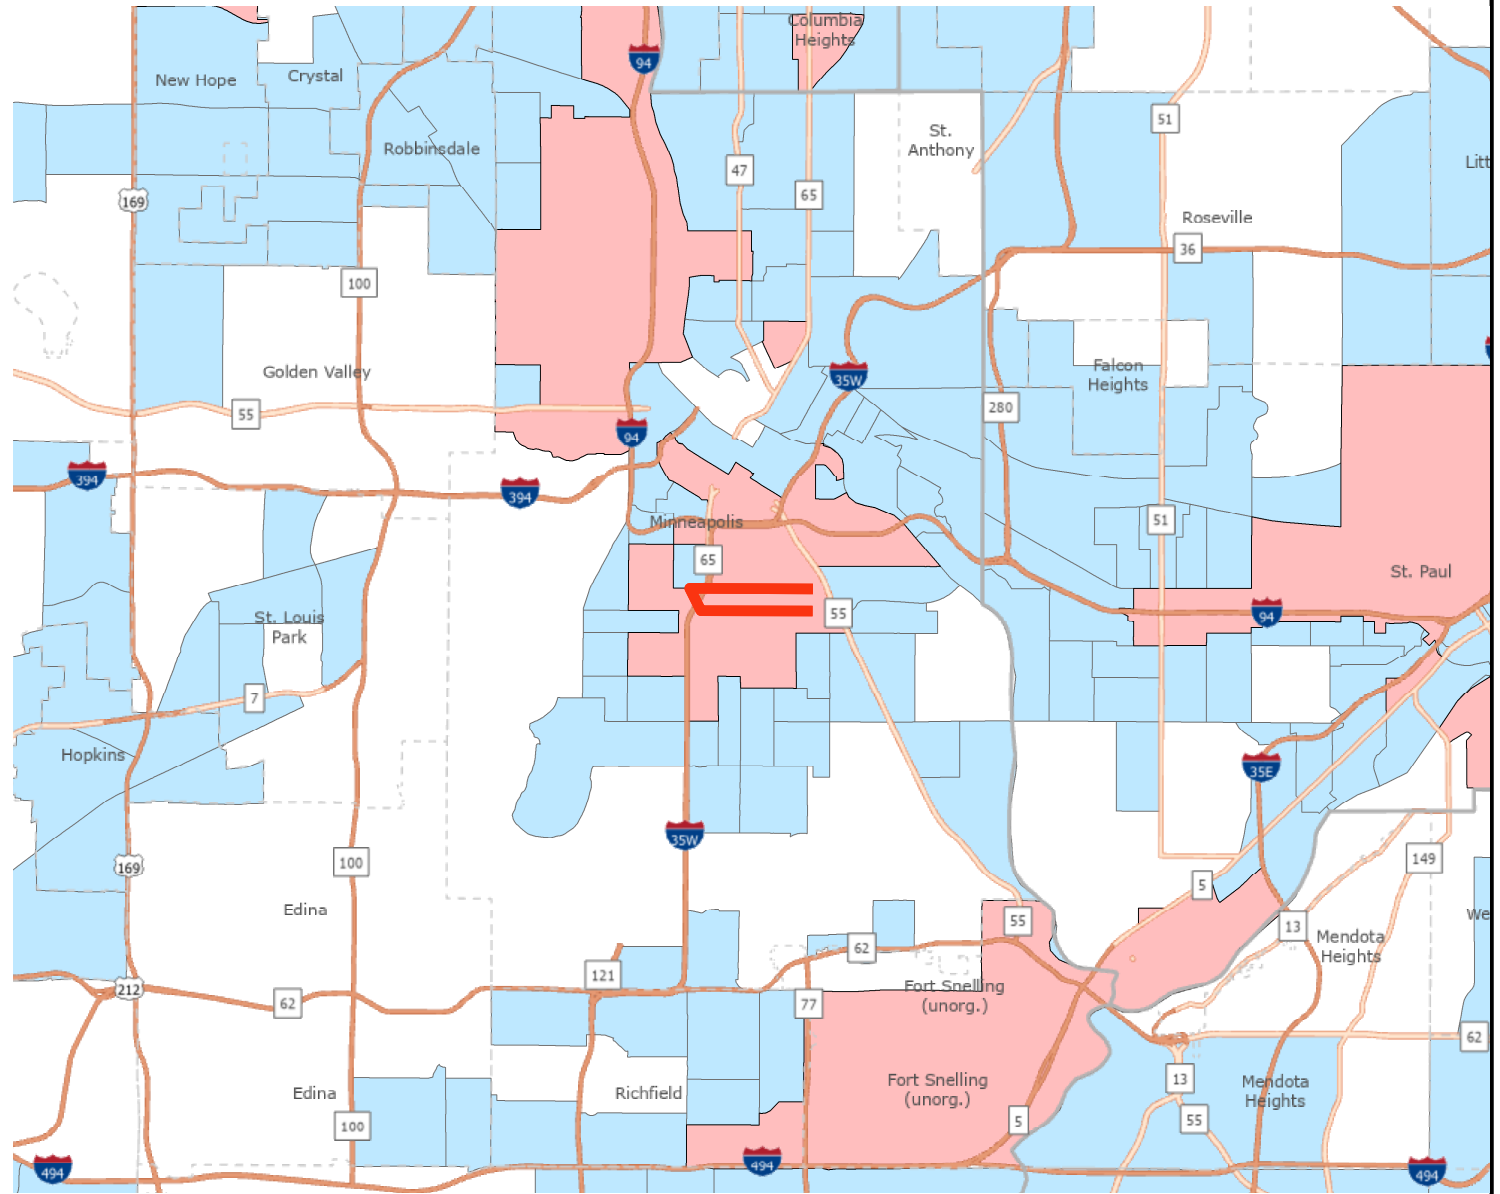 Columbia
Heights
94
New Hope
Crystal
51
St.
Anthony
Robbinsdale
47
Litt
65
169
Roseville
36
100
Golden Valley
Falcon
Heights
35W
280
55
94
394
394
Minneapolis
51
65
St. Paul
55
94
St. Louis
Park
7
Hopkins
35E
35W
149
100
169
5
Edina
We
55
13
Mendota
Heights
62
121
212
Fort Snelling
(unorg.)
62
77
62
Fort Snelling
(unorg.)
13
Mendota
Heights
Edina
Richfield
5
55
100
494
494
494